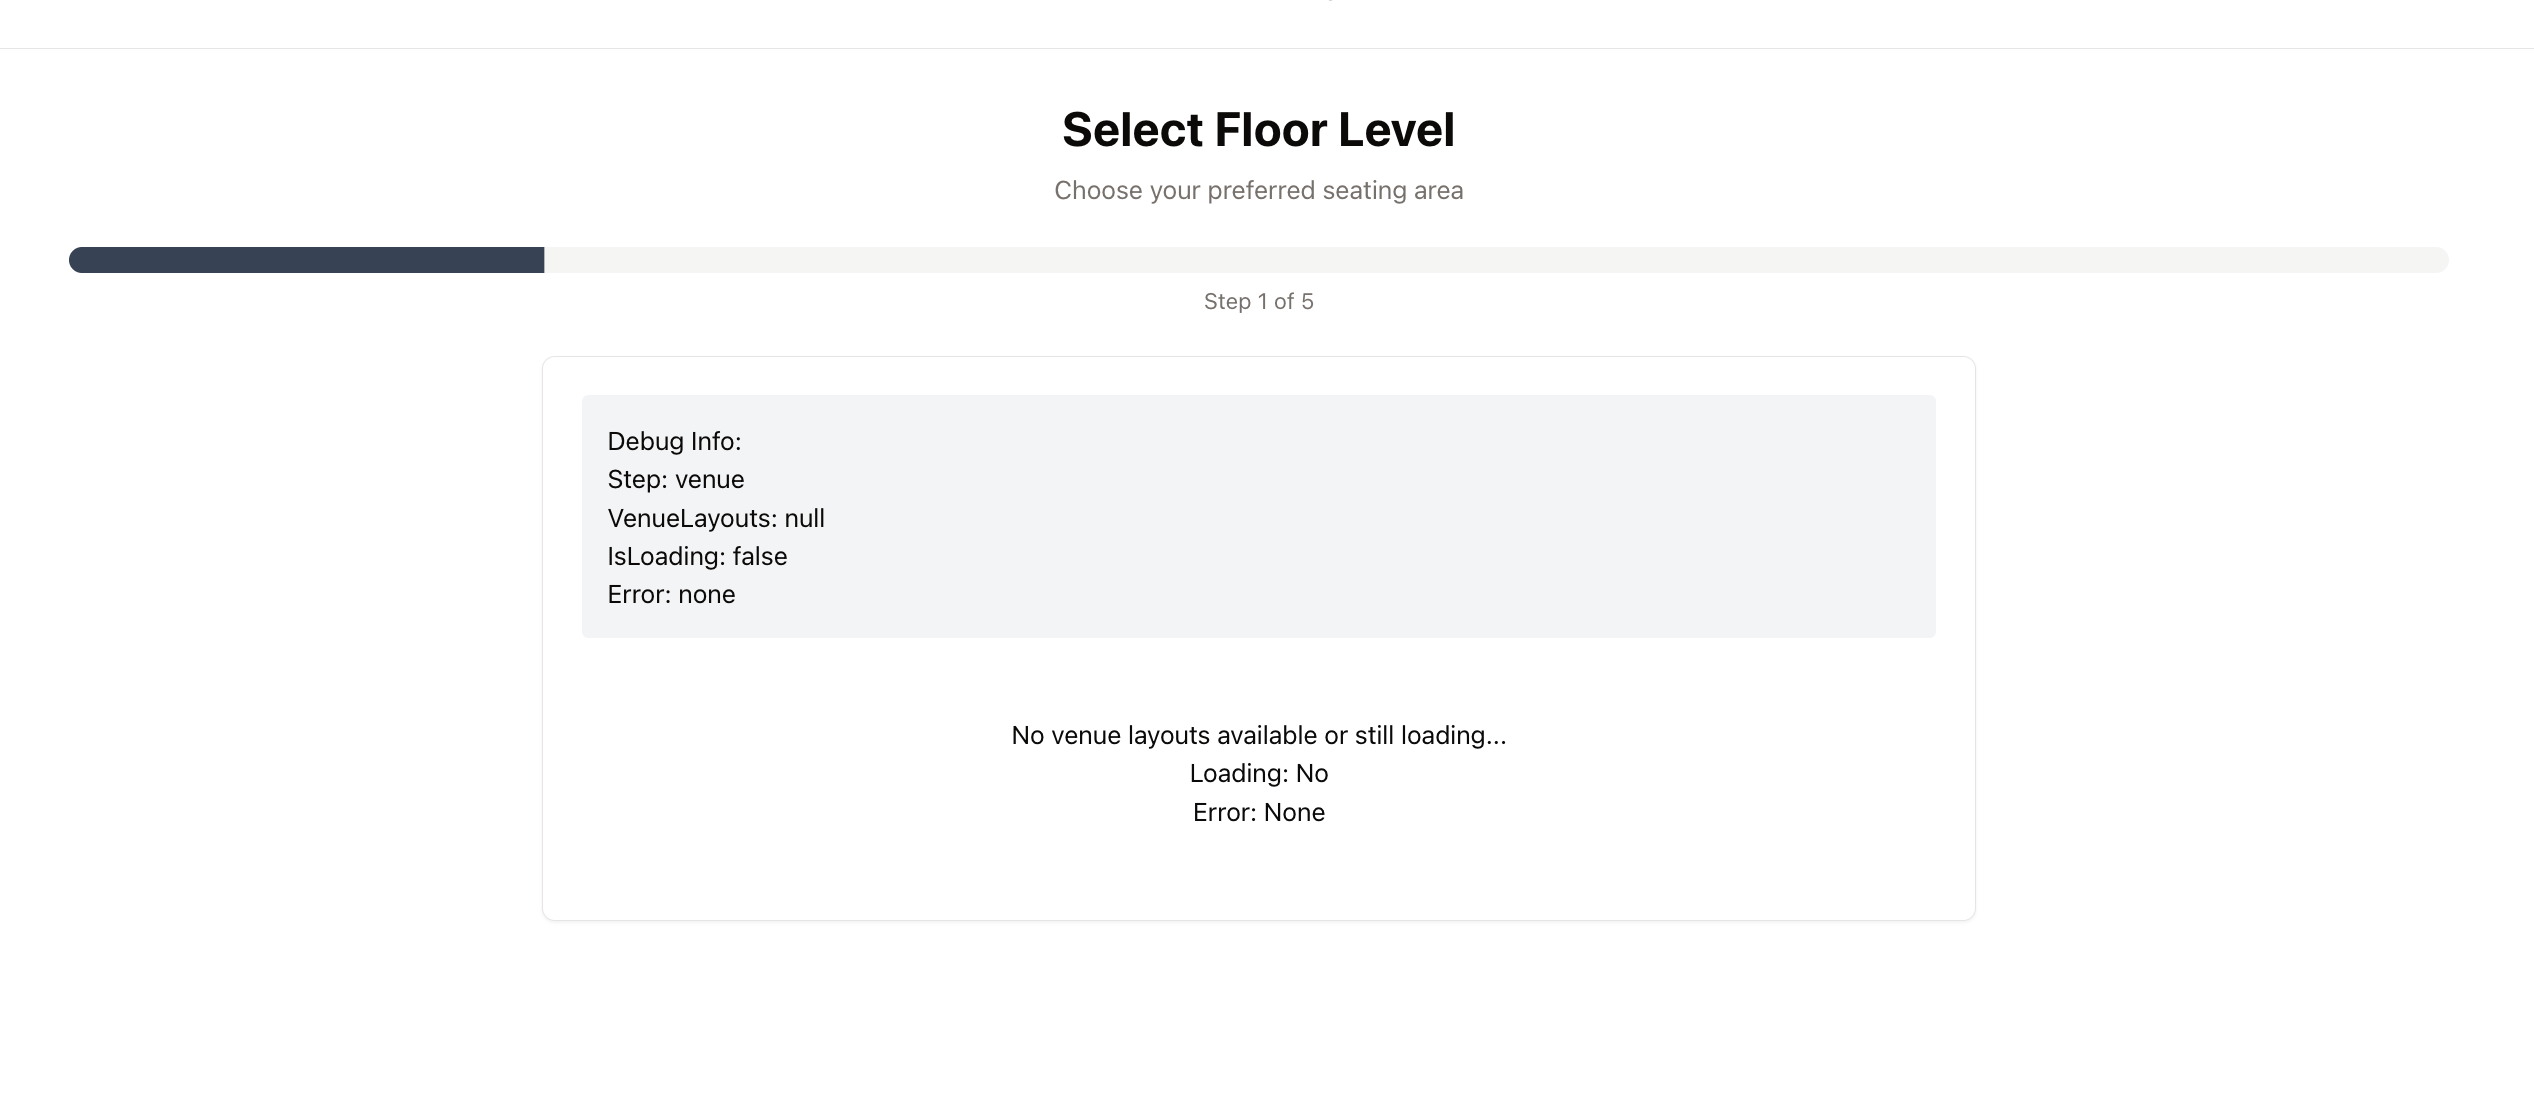 Select Floor Level
Choose your preferred seating area
Step 1 of 5
Debug Info:
Step: venue
VenueLayouts: null
IsLoading: false
Error: none
No venue layouts available or still loading...
Loading: No
Error: None